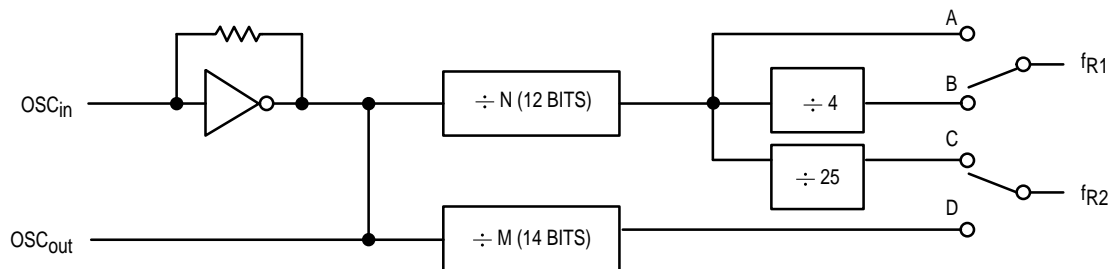 A
fR1
OSCin
÷ N (12 BITS)
÷ 4
B
C
÷ 25
fR2
D
OSCout
÷ M (14 BITS)